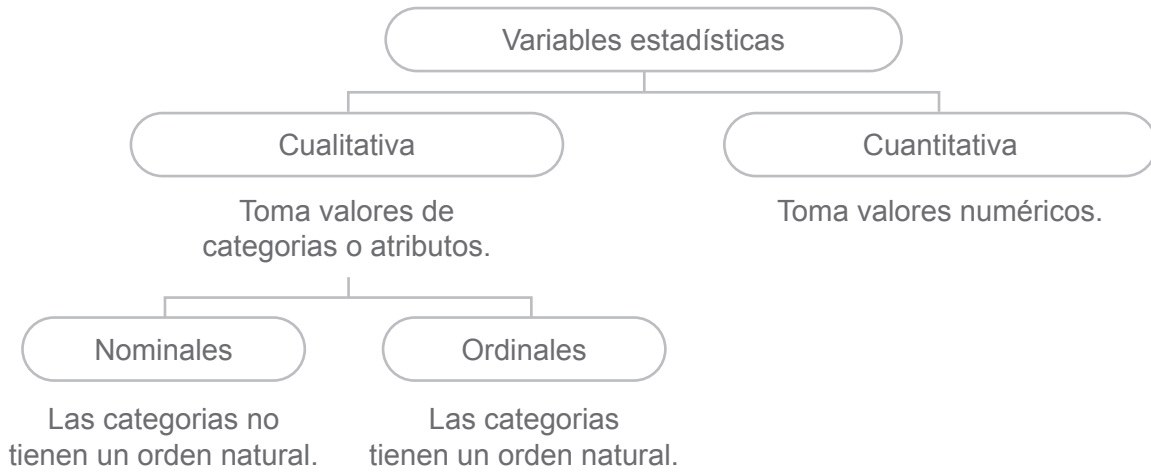 Variables estadísticas
Cualitativa
Cuantitativa
Toma valores de
categorias o atributos.
Toma valores numéricos.
Nominales
Ordinales
Las categorias no
tienen un orden natural.
Las categorias
tienen un orden natural.